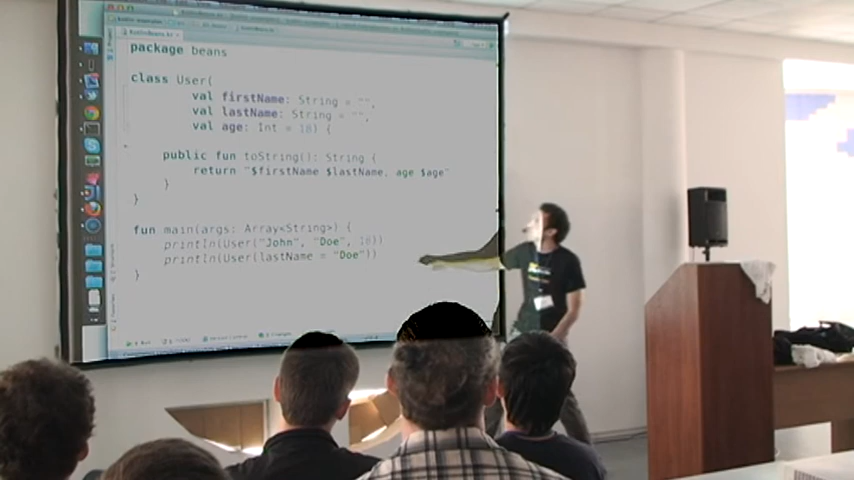 package beans
class User(
val firstName: String = "",
val lastName: String = "",
val age: Int = 18) {
public fun toString(): String {
return "$firstName $lastName, age $age"
}
}
fun main(args: Array<String>) {
println(User("John", "Doe", 18))
println(User(lastName = "Doe"))
}